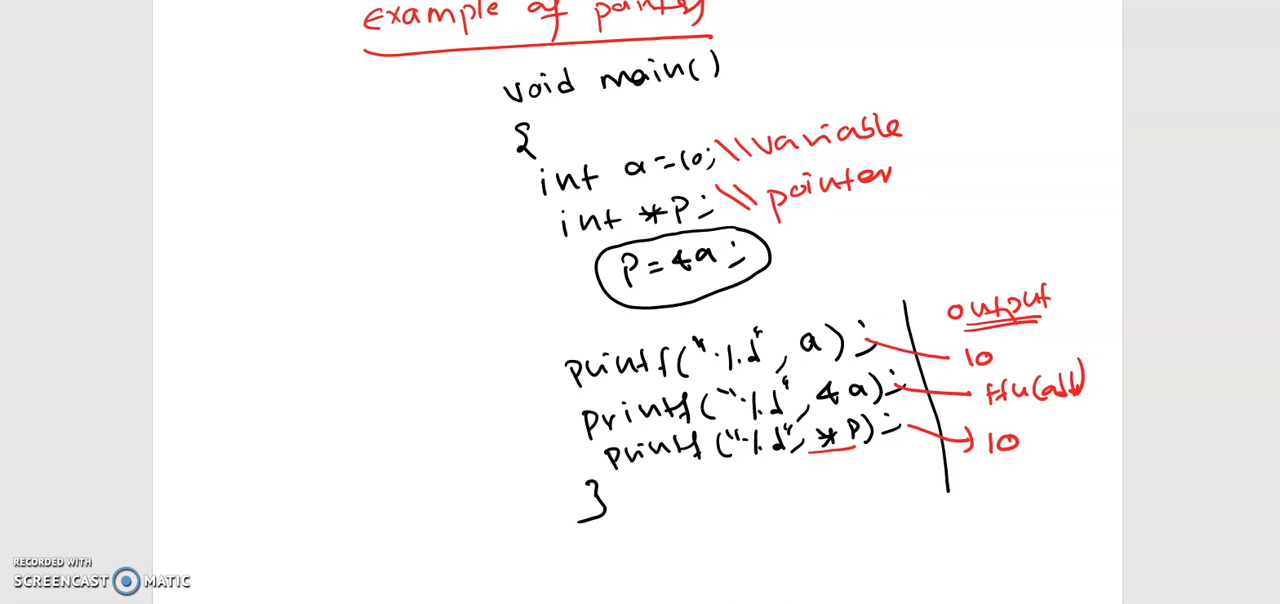 example of pointer
void main()
{
int a=10; \\variable
int *P; \\pointer
P=&a;
output
printf("%d", a); 10
printf("%d", &a); fffu(add)
printf("%d", *P); 10
}
RECORDED WITH
SCREENCAST MATIC